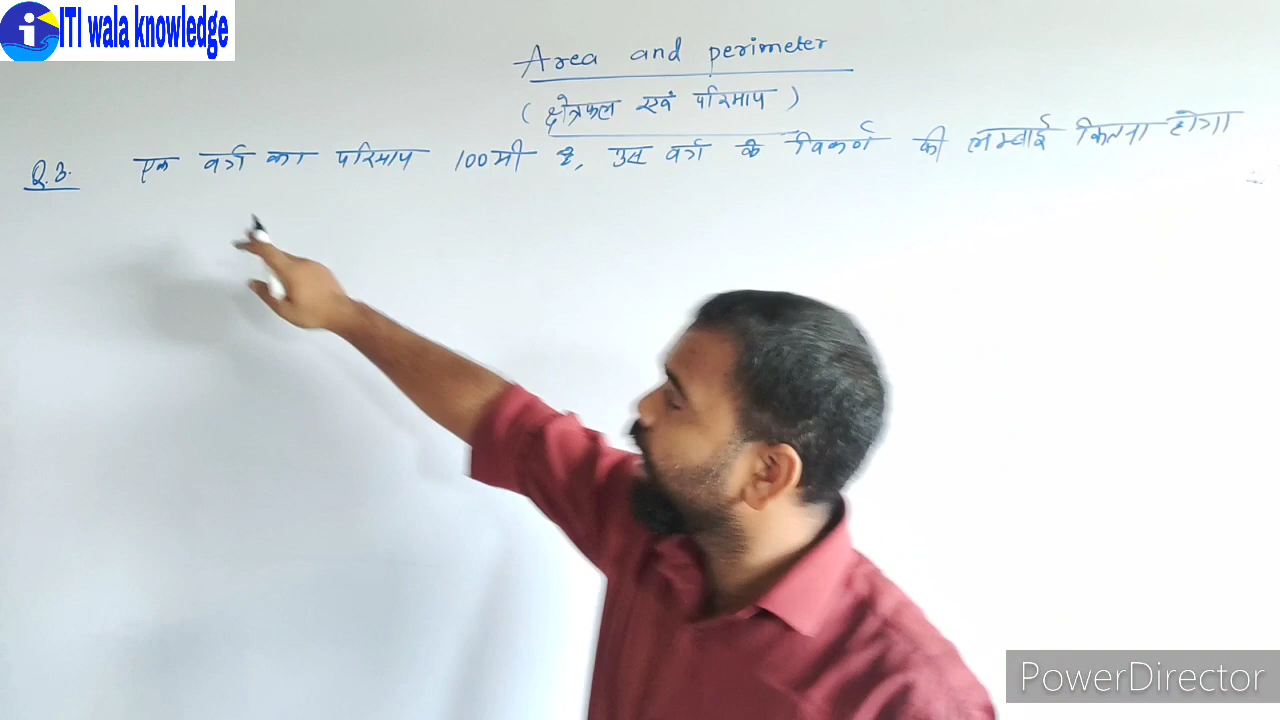 ITI wala knowledge
Area and perimeter
( क्षेत्रफल एवं परिमाप )
Q.3. एक वर्ग का परिमाप 100मी है, उस वर्ग के विकर्ण की लम्बाई कितना होगा
PowerDirector